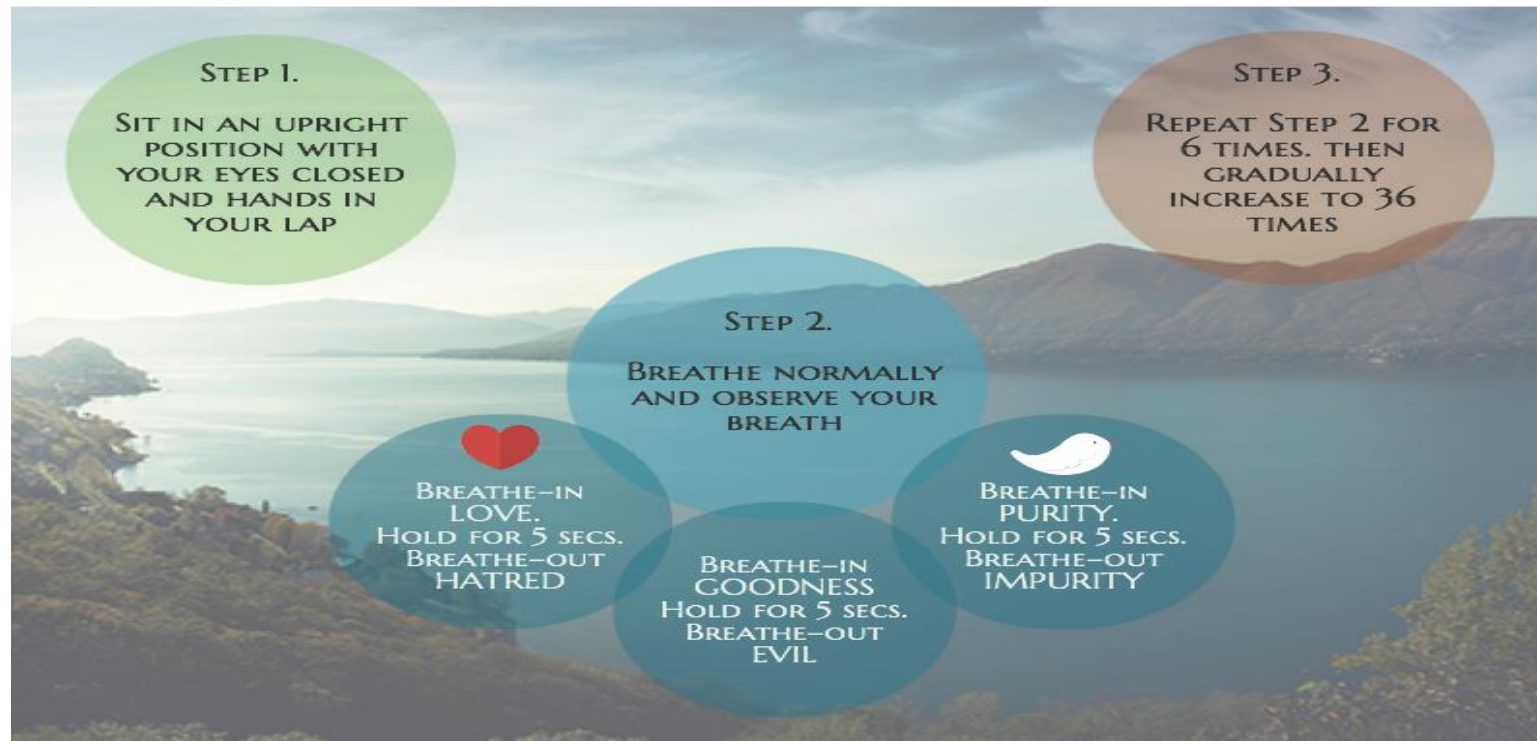 STEP 1.
SIT IN AN UPRIGHT
POSITION WITH
YOUR EYES CLOSED
AND HANDS IN
YOUR LAP
STEP 2.
BREATHE NORMALLY
AND OBSERVE YOUR
BREATH
BREATHE-IN
LOVE.
HOLD FOR 5 SECS.
BREATHE-OUT
HATRED
BREATHE-IN
GOODNESS
HOLD FOR 5 SECS.
BREATHE-OUT
EVIL
BREATHE-IN
PURITY.
HOLD FOR 5 SECS.
BREATHE-OUT
IMPURITY
STEP 3.
REPEAT STEP 2 FOR
6 TIMES. THEN
GRADUALLY
INCREASE TO 36
TIMES